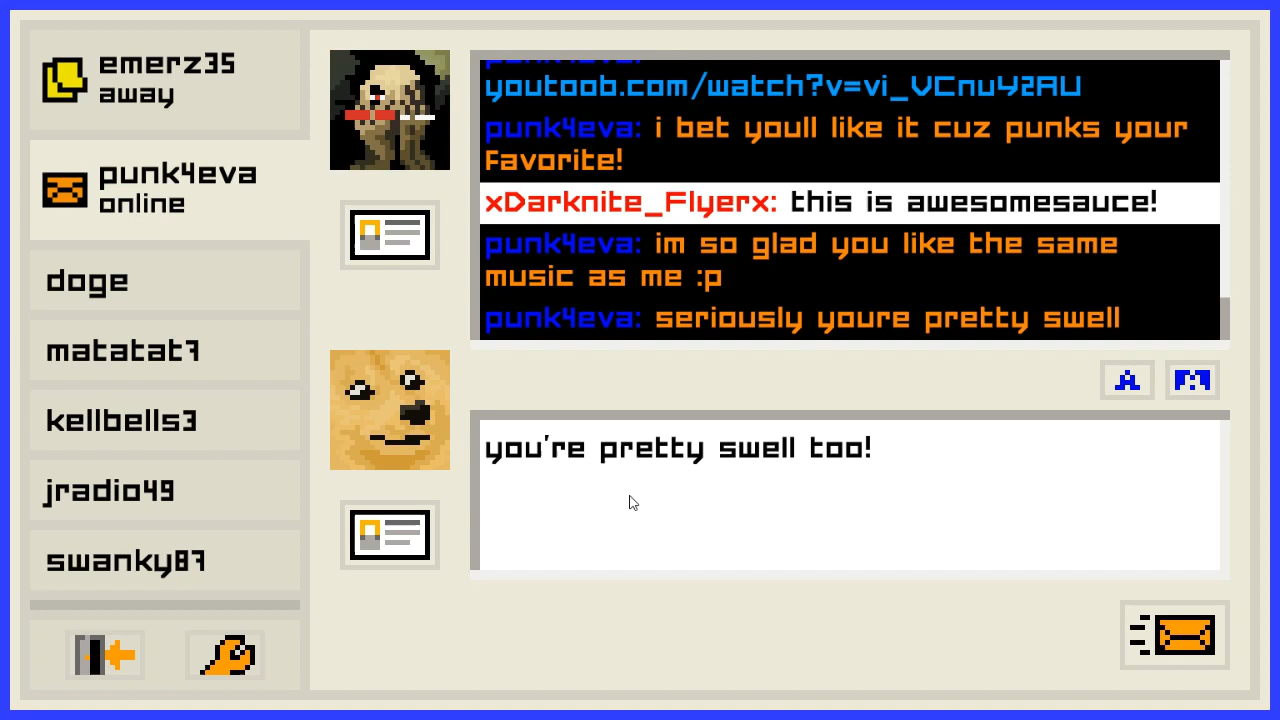 emerz35
away
punk4eva
online
doge
matatat7
kellbells3
jradio49
swanky87
punk4eva:
youtoob.com/watch?v=vi_VCnu4ZAU
punk4eva: i bet youll like it cuz punks your
favorite!
xDarknite_Flyerx: this is awesomesauce!
punk4eva: im so glad you like the same
music as me :p
punk4eva: seriously youre pretty swell
A
you're pretty swell too!